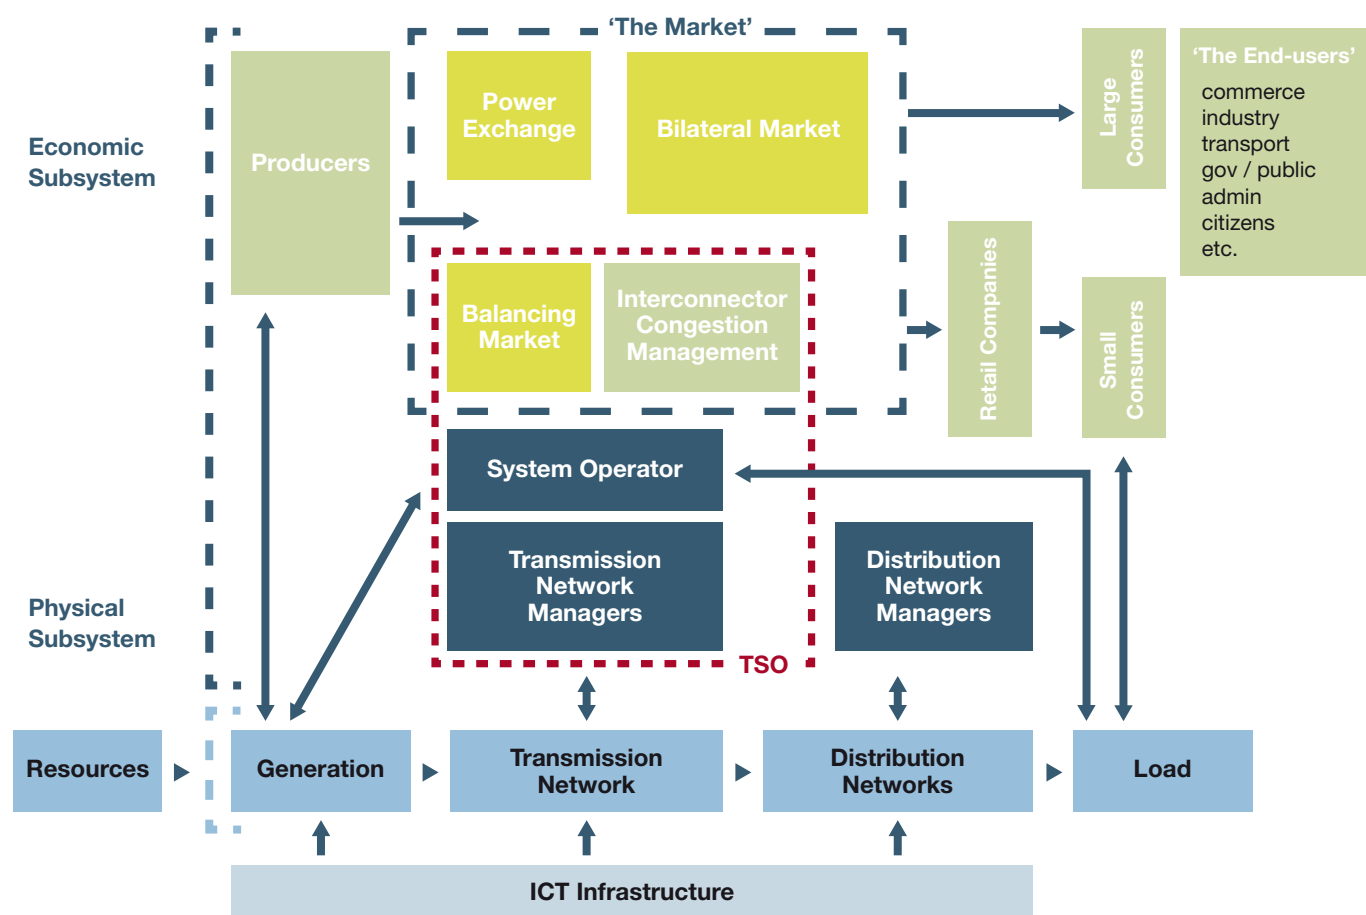 ‘The Market’
Economic
Subsystem
Producers
Power
Exchange
Bilateral Market
Large
Consumers
‘The End-users’
commerce
industry
transport
gov / public
admin
citizens
etc.
Balancing
Market
Interconnector
Congestion
Management
Retail Companies
Small
Consumers
System Operator
Transmission
Network
Managers
Distribution
Network
Managers
Physical
Subsystem
TSO
Resources
Generation
Transmission
Network
Distribution
Networks
Load
ICT Infrastructure